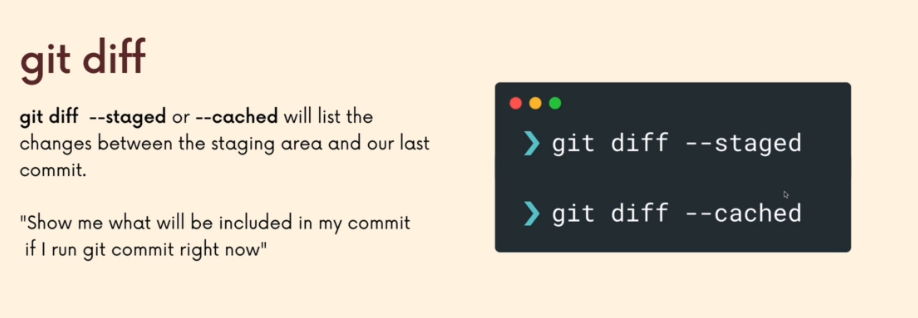 git diff
git diff --staged or --cached will list the
changes between the staging area and our last
commit.
"Show me what will be included in my commit
if I run git commit right now"
❯ git diff --staged
❯ git diff --cached